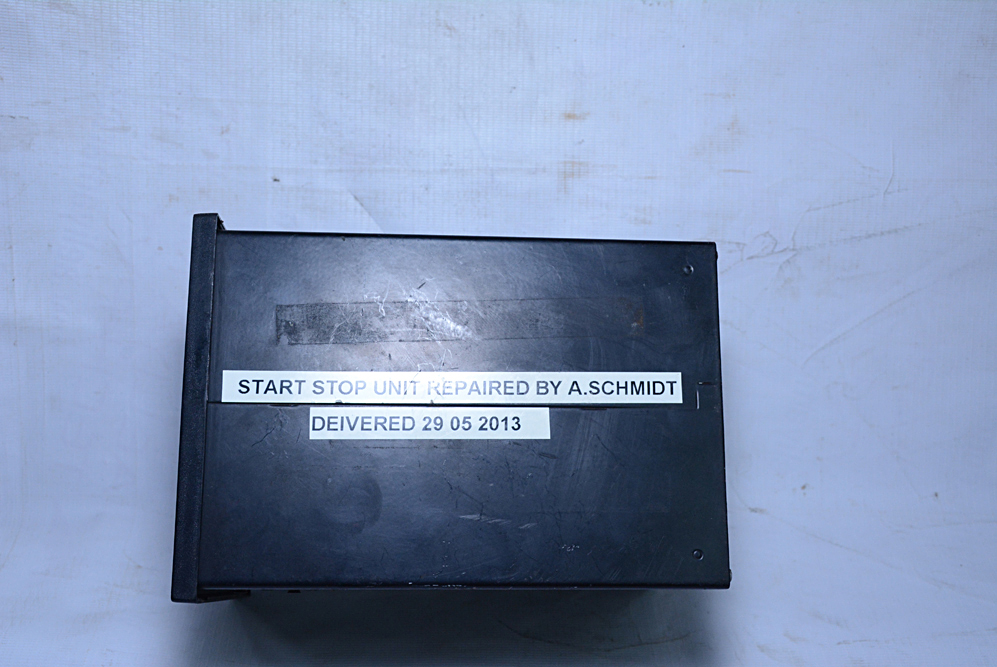 START STOP UNIT REPAIRED BY A.SCHMIDT
DEIVERED 29 05 2013